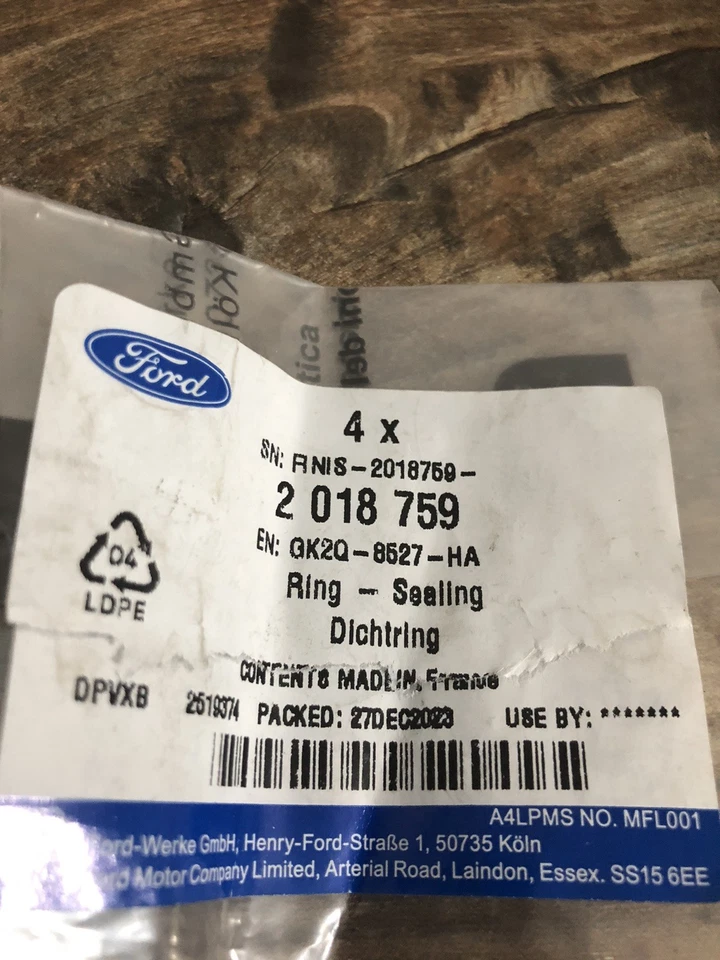 Ford
4 x
SN: FINIS-2018759-
2 018 759
EN: GK2Q-8527-HA
Ring - Sealing
Dichtring
04
LDPE
CONTENTS MADE IN France
DPVXB 2519374 PACKED: 27DEC2023 USE BY: *******
A4LPMS NO. MFL001
Ford-Werke GmbH, Henry-Ford-Straße 1, 50735 Köln
Ford Motor Company Limited, Arterial Road, Laindon, Essex. SS15 6EE